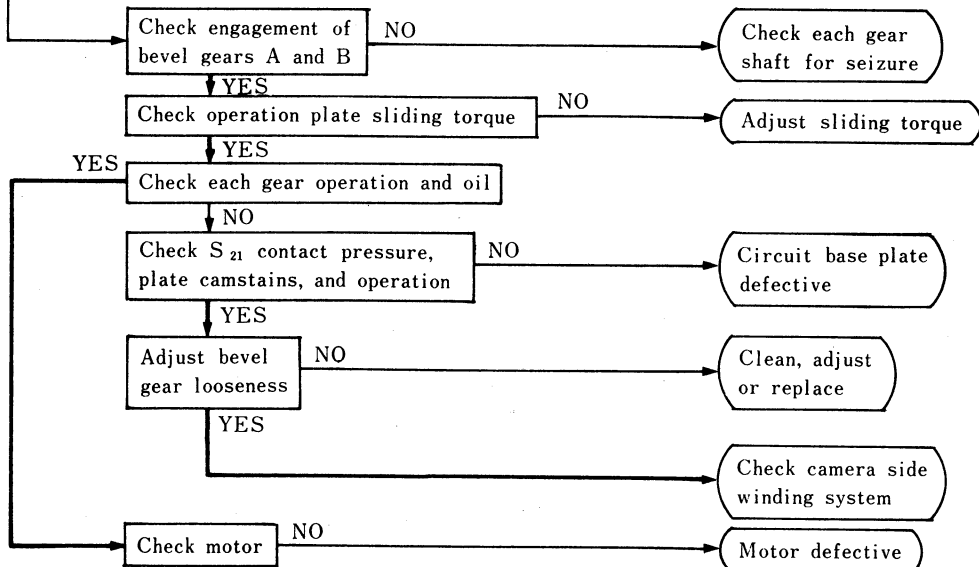 Check engagement of
bevel gears A and B
NO
Check each gear
shaft for seizure
YES
Check operation plate sliding torque
NO
Adjust sliding torque
YES
YES
Check each gear operation and oil
NO
Check S21 contact pressure,
plate camstains, and operation
NO
Circuit base plate
defective
YES
Adjust bevel
gear looseness
NO
Clean, adjust
or replace
YES
Check camera side
winding system
Check motor
NO
Motor defective